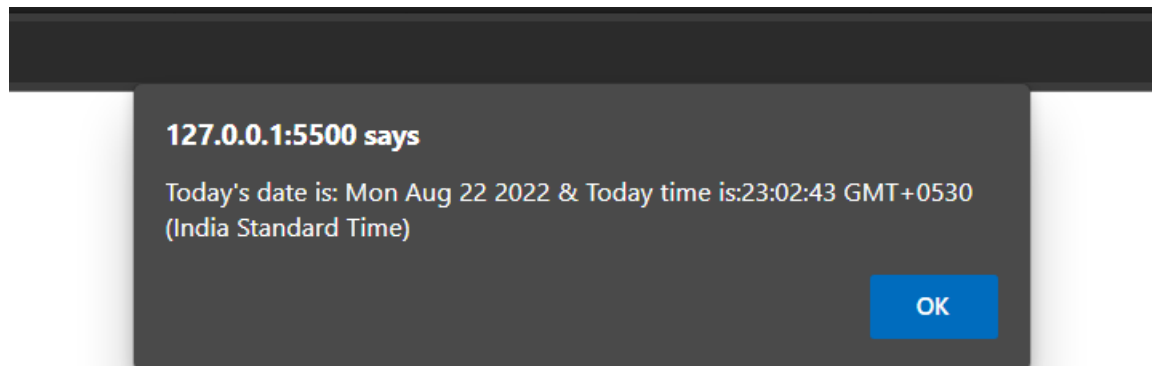 127.0.0.1:5500 says
Today's date is: Mon Aug 22 2022 & Today time is:23:02:43 GMT+0530
(India Standard Time)
OK